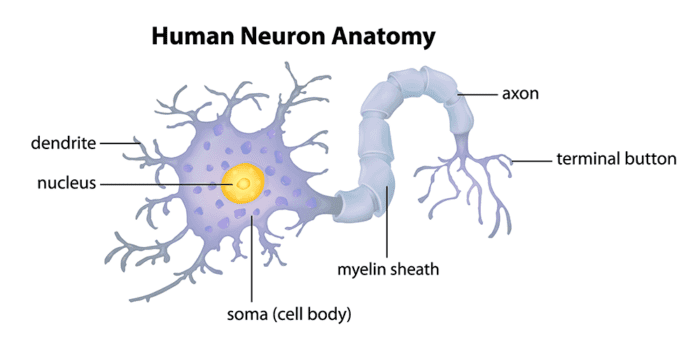 Human Neuron Anatomy
axon
dendrite
terminal button
nucleus
myelin sheath
soma (cell body)